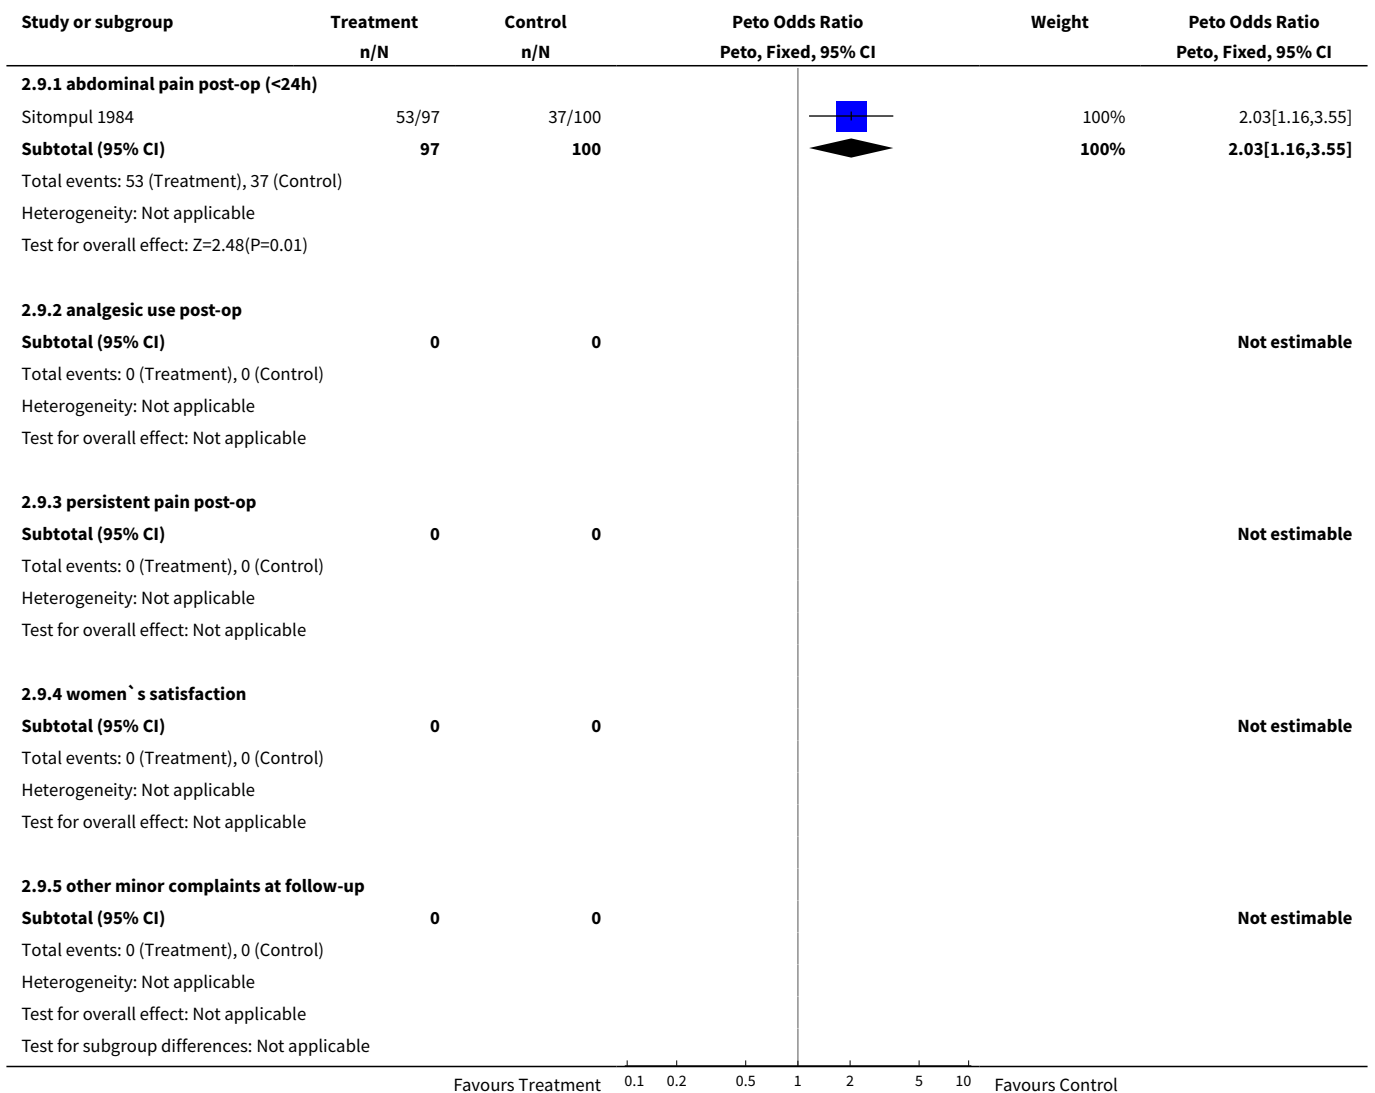 Study or subgroup Treatment Control Peto Odds Ratio Weight Peto Odds Ratio
n/N n/N Peto, Fixed, 95% CI Peto, Fixed, 95% CI
2.9.1 abdominal pain post-op (<24h)
Sitompul 1984 53/97 37/100 100% 2.03[1.16,3.55]
Subtotal (95% CI) 97 100 100% 2.03[1.16,3.55]
Total events: 53 (Treatment), 37 (Control)
Heterogeneity: Not applicable
Test for overall effect: Z=2.48(P=0.01)
2.9.2 analgesic use post-op
Subtotal (95% CI) 0 0 Not estimable
Total events: 0 (Treatment), 0 (Control)
Heterogeneity: Not applicable
Test for overall effect: Not applicable
2.9.3 persistent pain post-op
Subtotal (95% CI) 0 0 Not estimable
Total events: 0 (Treatment), 0 (Control)
Heterogeneity: Not applicable
Test for overall effect: Not applicable
2.9.4 women`s satisfaction
Subtotal (95% CI) 0 0 Not estimable
Total events: 0 (Treatment), 0 (Control)
Heterogeneity: Not applicable
Test for overall effect: Not applicable
2.9.5 other minor complaints at follow-up
Subtotal (95% CI) 0 0 Not estimable
Total events: 0 (Treatment), 0 (Control)
Heterogeneity: Not applicable
Test for overall effect: Not applicable
Test for subgroup differences: Not applicable
Favours Treatment 0.1 0.2 0.5 1 2 5 10 Favours Control